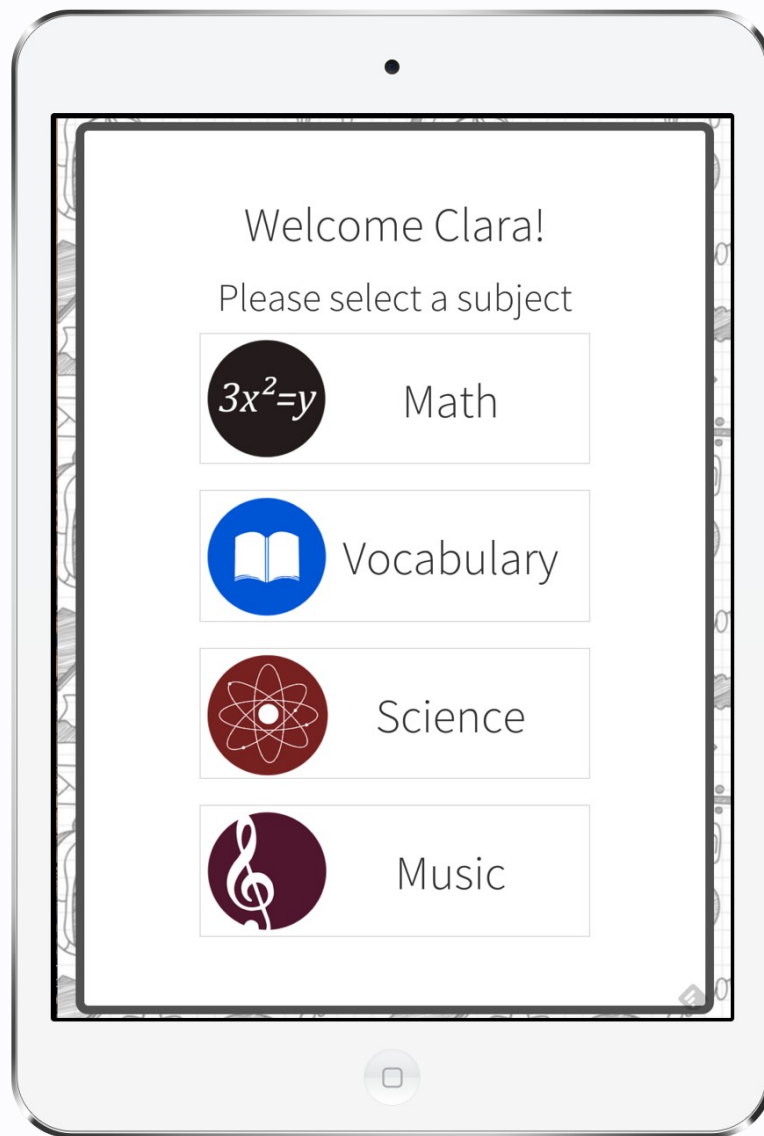 Welcome Clara!
Please select a subject
3x²=y
Math
Vocabulary
Science
Music